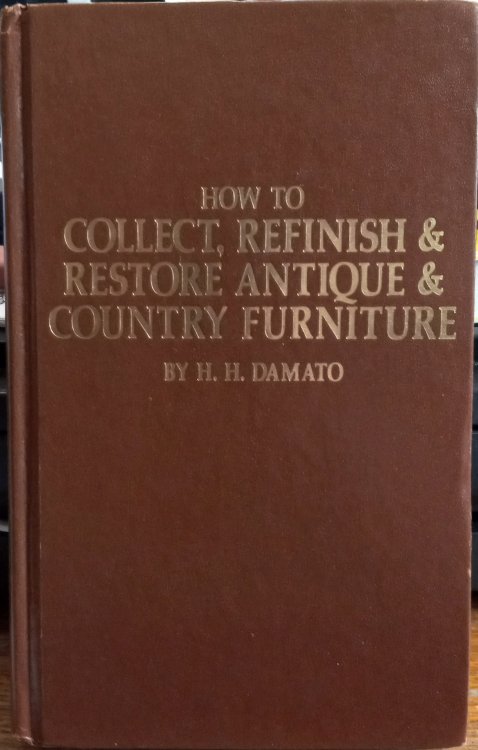 HOW TO
COLLECT, REFINISH &
RESTORE ANTIQUE &
COUNTRY FURNITURE
BY H. H. DAMATO